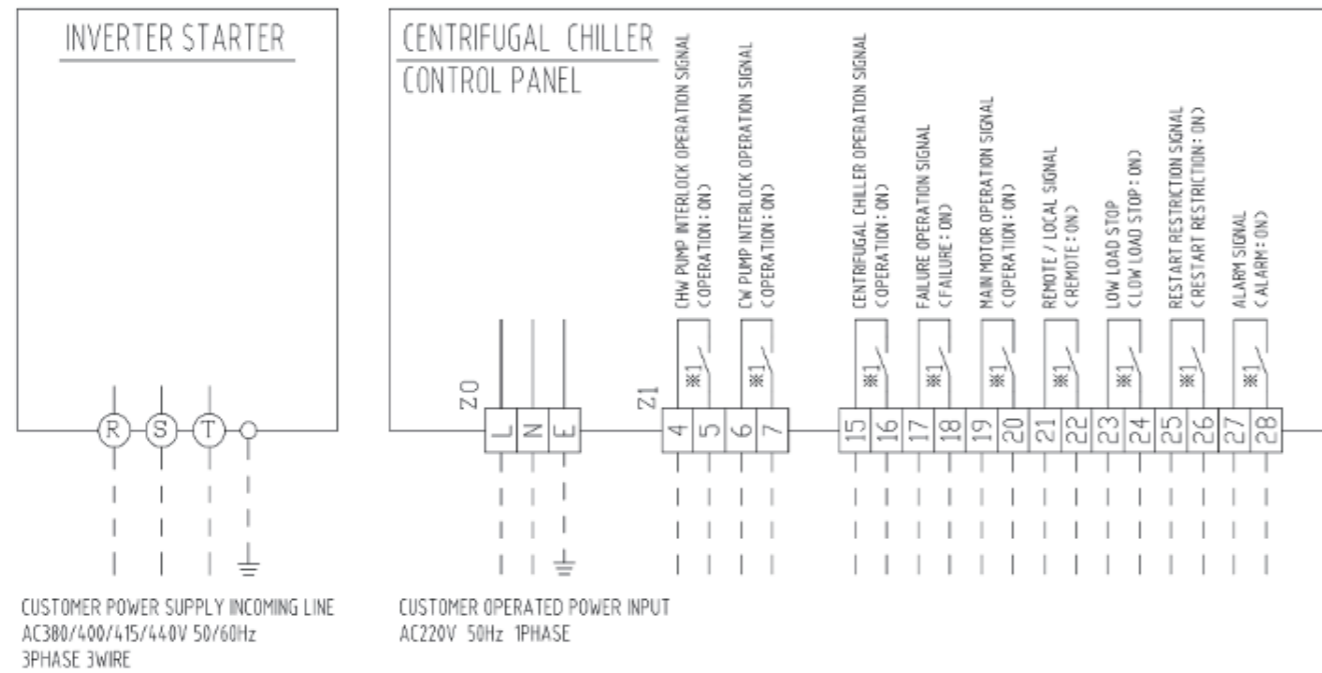 INVERTER STARTER
CENTRIFUGAL CHILLER
CONTROL PANEL
CHW PUMP INTERLOCK OPERATION SIGNAL
(OPERATION: ON)
CW PUMP INTERLOCK OPERATION SIGNAL
(OPERATION: ON)
CENTRIFUGAL CHILLER OPERATION SIGNAL
(OPERATION: ON)
FAILURE OPERATION SIGNAL
(FAILURE: ON)
MAIN MOTOR OPERATION SIGNAL
(OPERATION: ON)
REMOTE / LOCAL SIGNAL
(REMOTE: ON)
LOW LOAD STOP
(LOW LOAD STOP: ON)
RESTART RESTRICTION SIGNAL
(RESTART RESTRICTION: ON)
ALARM SIGNAL
(ALARM: ON)
※1 ※1 ※1 ※1 ※1 ※1 ※1 ※1 ※1
Z0
Z1
R S T
L N E
4 5 6 7
15 16 17 18 19 20 21 22 23 24 25 26 27 28
CUSTOMER POWER SUPPLY INCOMING LINE
AC380/400/415/440V 50/60Hz
3PHASE 3WIRE
CUSTOMER OPERATED POWER INPUT
AC220V 50Hz 1PHASE